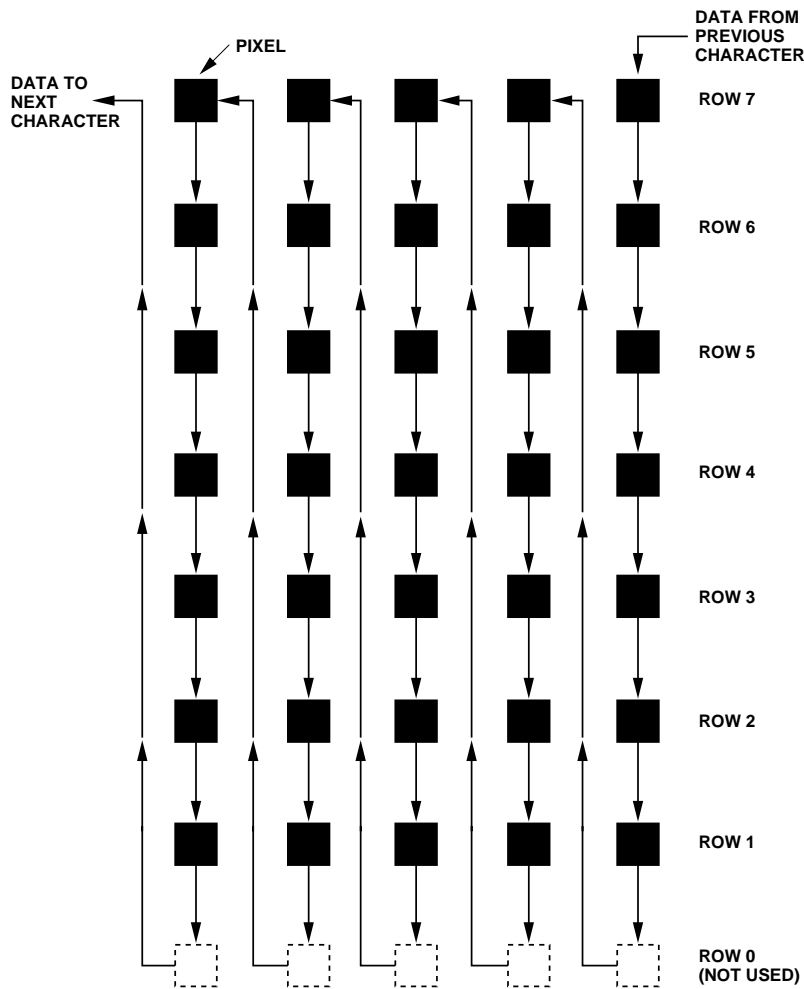 DATA FROM
PREVIOUS
CHARACTER
PIXEL
DATA TO
NEXT
CHARACTER
ROW 7
ROW 6
ROW 5
ROW 4
ROW 3
ROW 2
ROW 1
ROW 0
(NOT USED)